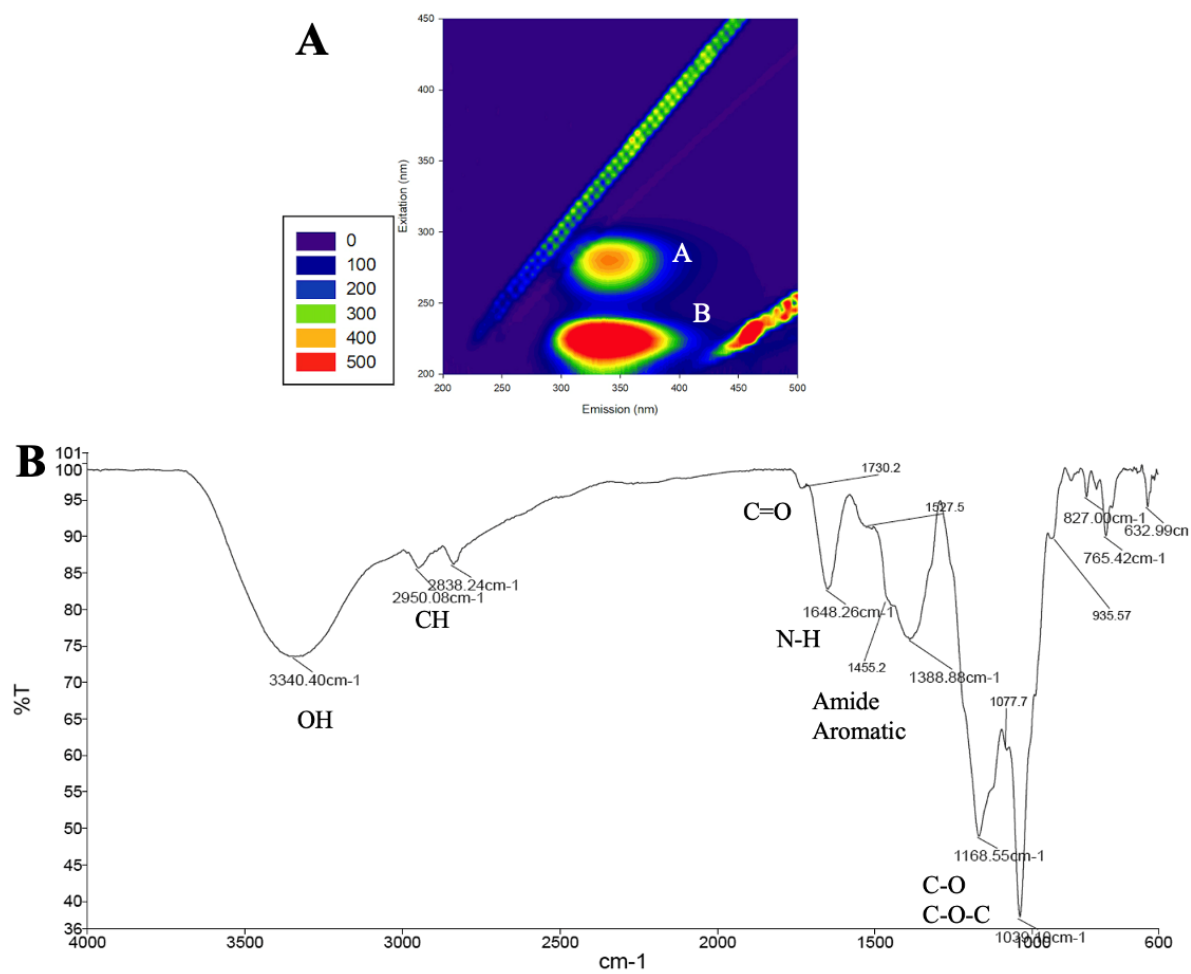 A
450
400
350
300
250
200
Exitation (nm)
A
B
0
100
200
300
400
500
200 250 300 350 400 450 500
Emission (nm)
B
101
100
95
90
85
80
75
70
65
60
55
50
45
40
36
%T
1730.2
C=O
1527.5
827.00cm-1
632.99cm
765.42cm-1
2838.24cm-1
2950.08cm-1
CH
1648.26cm-1
935.57
N-H
1455.2
1388.88cm-1
3340.40cm-1
OH
Amide
Aromatic
1077.7
1168.55cm-1
C-O
C-O-C
1039.19cm-1
4000 3000 2000 1500 1000 600
cm-1